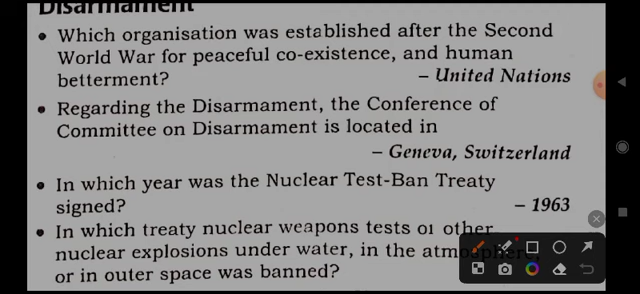 Disarmament
• Which organisation was established after the Second
World War for peaceful co-existence, and human
betterment? – United Nations
• Regarding the Disarmament, the Conference of
Committee on Disarmament is located in
– Geneva, Switzerland
• In which year was the Nuclear Test-Ban Treaty
signed? – 1963
• In which treaty nuclear weapons tests or other
nuclear explosions under water, in the atmosphere,
or in outer space was banned?